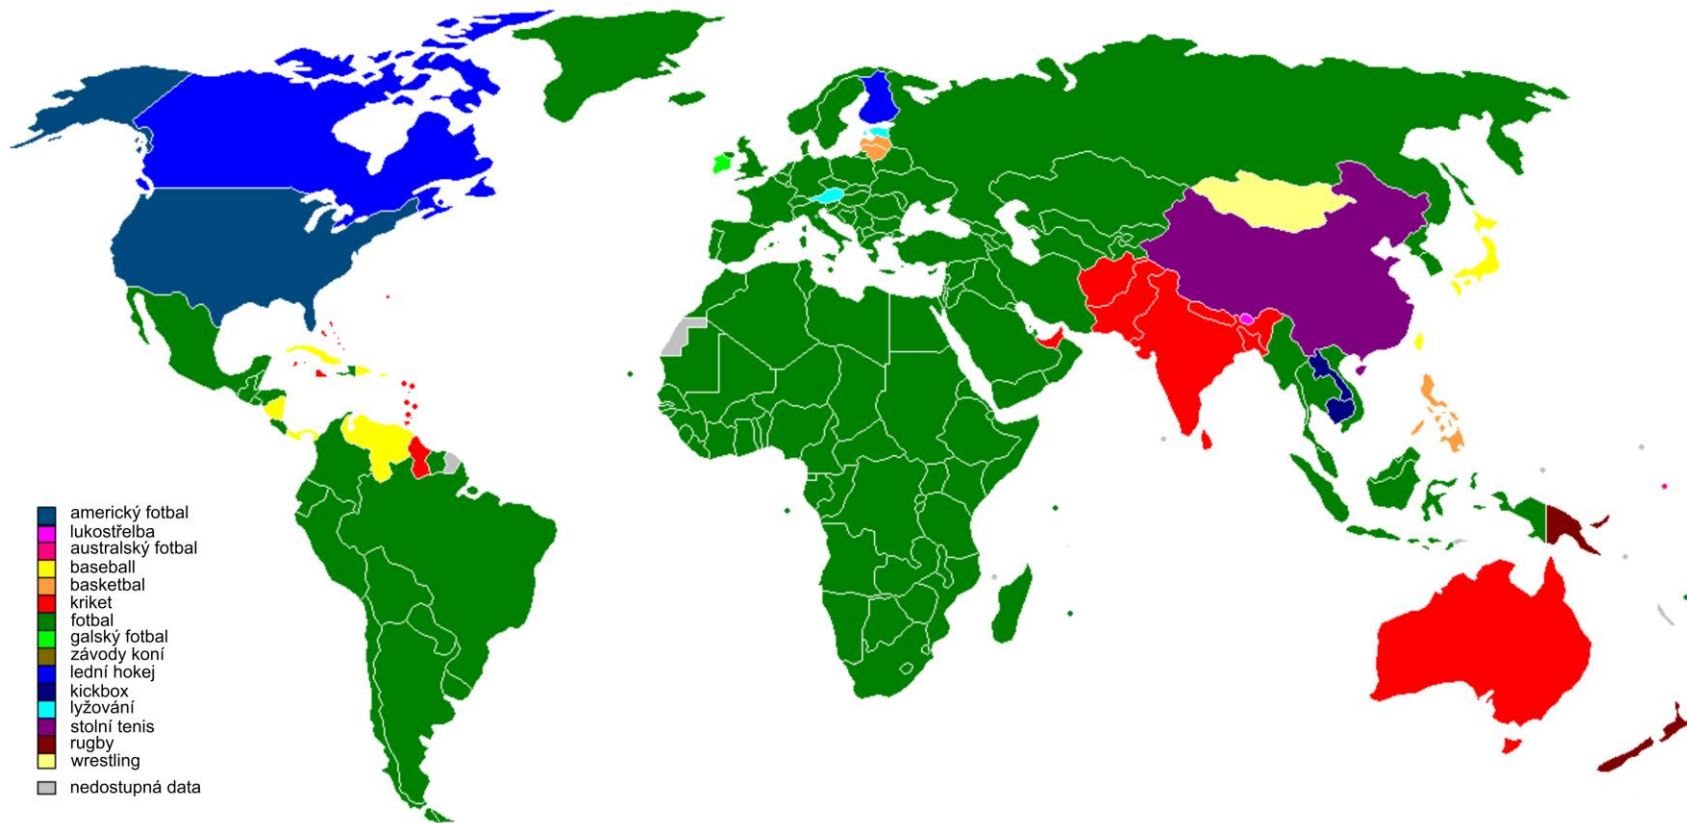 americký fotbal
lukostřelba
australský fotbal
baseball
basketbal
kriket
fotbal
galský fotbal
závody koní
lední hokej
kickbox
lyžování
stolní tenis
rugby
wrestling
nedostupná data